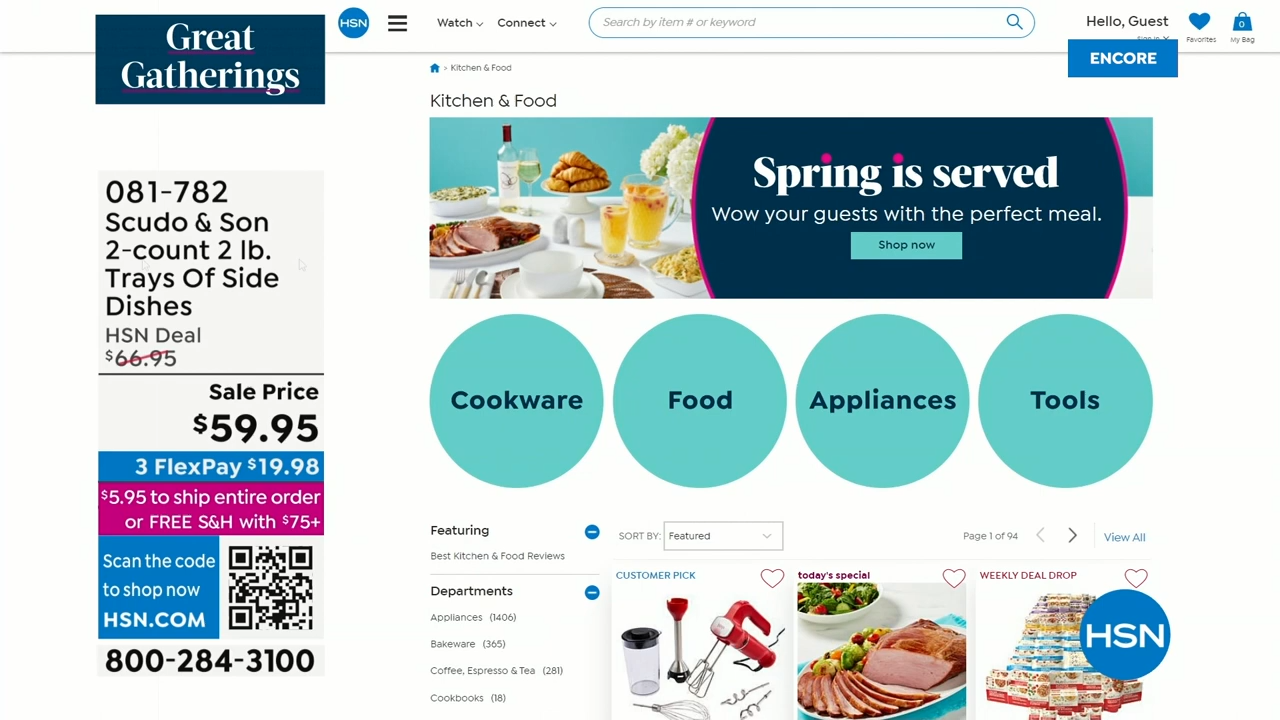 Great
Gatherings
081-782
Scudo & Son
2-count 2 lb.
Trays Of Side
Dishes
HSN Deal
$66.95
Sale Price
$59.95
3 FlexPay $19.98
$5.95 to ship entire order
or FREE S&H with $75+
Scan the code
to shop now
HSN.COM
800-284-3100
HSN
Watch
Connect
Search by item # or keyword
Hello, Guest
Sign In
Favorites
0
My Bag
ENCORE
> Kitchen & Food
Kitchen & Food
Spring is served
Wow your guests with the perfect meal.
Shop now
Cookware
Food
Appliances
Tools
Featuring
Best Kitchen & Food Reviews
Departments
Appliances (1406)
Bakeware (365)
Coffee, Espresso & Tea (281)
Cookbooks (18)
SORT BY: Featured
Page 1 of 94
View All
CUSTOMER PICK
today's special
WEEKLY DEAL DROP
HSN